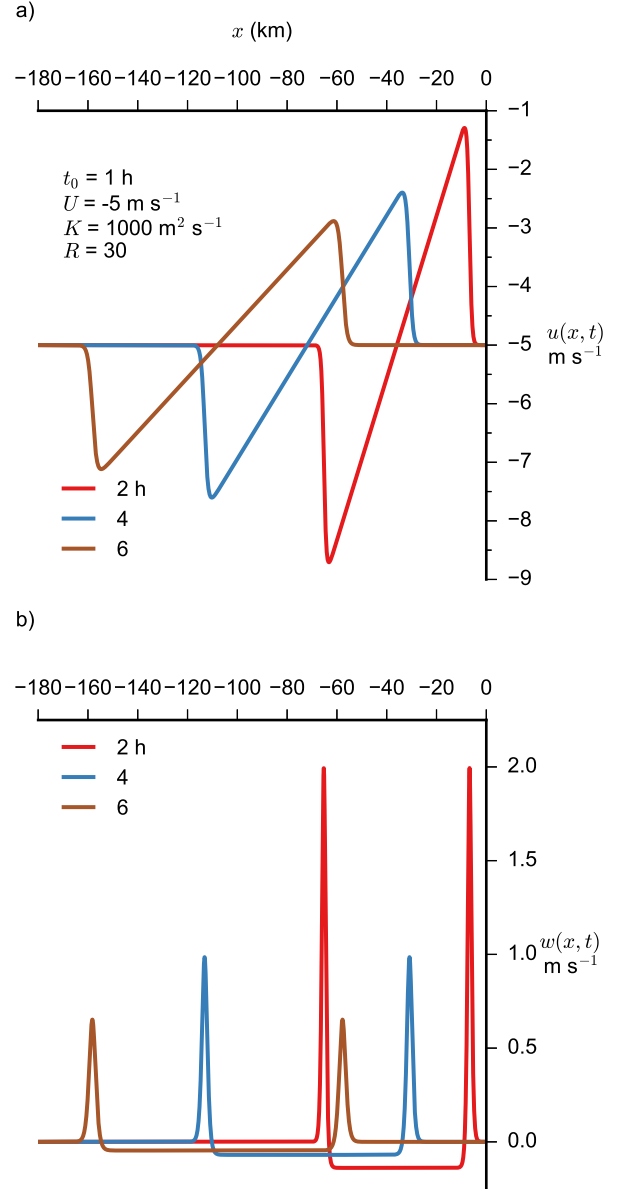 a)
x (km)
−180 −160 −140 −120 −100 −80 −60 −40 −20 0
−1
−2
t₀ = 1 h
U = -5 m s⁻¹
K = 1000 m² s⁻¹
R = 30
−3
−4
−5
u(x, t)
m s⁻¹
−6
−7
2 h
4
6
−8
−9
b)
−180 −160 −140 −120 −100 −80 −60 −40 −20 0
2 h
4
6
2.0
1.5
1.0
w(x, t)
m s⁻¹
0.5
0.0